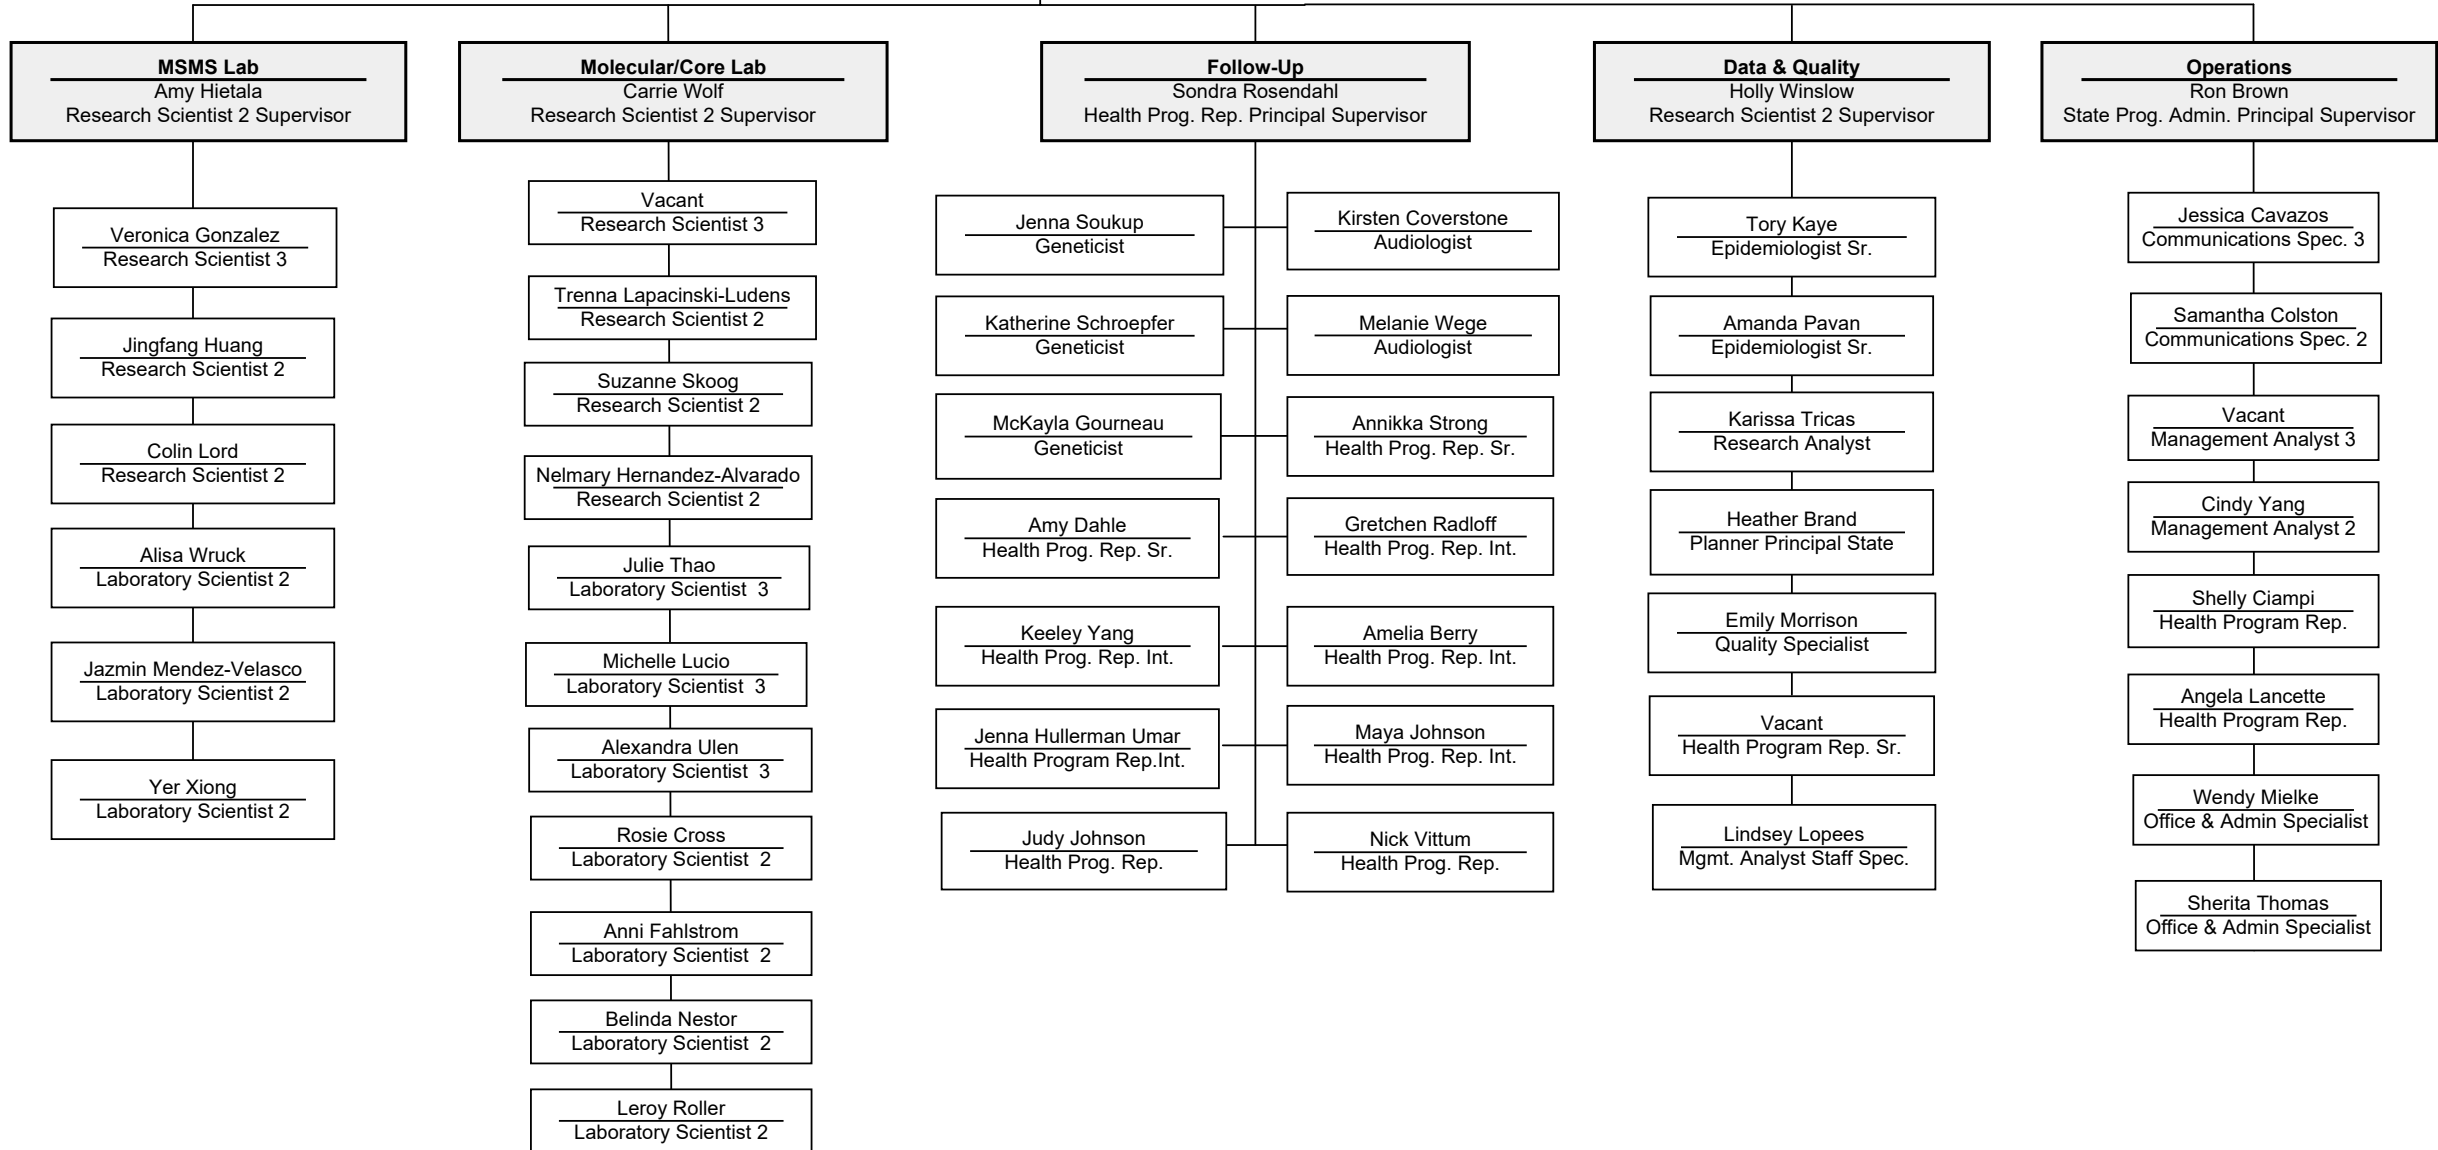 MSMS Lab
Amy Hietala
Research Scientist 2 Supervisor
Veronica Gonzalez
Research Scientist 3
Jingfang Huang
Research Scientist 2
Colin Lord
Research Scientist 2
Alisa Wruck
Laboratory Scientist 2
Jazmin Mendez-Velasco
Laboratory Scientist 2
Yer Xiong
Laboratory Scientist 2
Molecular/Core Lab
Carrie Wolf
Research Scientist 2 Supervisor
Vacant
Research Scientist 3
Trenna Lapacinski-Ludens
Research Scientist 2
Suzanne Skoog
Research Scientist 2
Nelmary Hernandez-Alvarado
Research Scientist 2
Julie Thao
Laboratory Scientist 3
Michelle Lucio
Laboratory Scientist 3
Alexandra Ulen
Laboratory Scientist 3
Rosie Cross
Laboratory Scientist 2
Anni Fahlstrom
Laboratory Scientist 2
Belinda Nestor
Laboratory Scientist 2
Leroy Roller
Laboratory Scientist 2
Follow-Up
Sondra Rosendahl
Health Prog. Rep. Principal Supervisor
Jenna Soukup
Geneticist
Kirsten Coverstone
Audiologist
Katherine Schroepfer
Geneticist
Melanie Wege
Audiologist
McKayla Gourneau
Geneticist
Annikka Strong
Health Prog. Rep. Sr.
Amy Dahle
Health Prog. Rep. Sr.
Gretchen Radloff
Health Prog. Rep. Int.
Keeley Yang
Health Prog. Rep. Int.
Amelia Berry
Health Prog. Rep. Int.
Jenna Hullerman Umar
Health Program Rep.Int.
Maya Johnson
Health Prog. Rep. Int.
Judy Johnson
Health Prog. Rep.
Nick Vittum
Health Prog. Rep.
Data & Quality
Holly Winslow
Research Scientist 2 Supervisor
Tory Kaye
Epidemiologist Sr.
Amanda Pavan
Epidemiologist Sr.
Karissa Tricas
Research Analyst
Heather Brand
Planner Principal State
Emily Morrison
Quality Specialist
Vacant
Health Program Rep. Sr.
Lindsey Lopees
Mgmt. Analyst Staff Spec.
Operations
Ron Brown
State Prog. Admin. Principal Supervisor
Jessica Cavazos
Communications Spec. 3
Samantha Colston
Communications Spec. 2
Vacant
Management Analyst 3
Cindy Yang
Management Analyst 2
Shelly Ciampi
Health Program Rep.
Angela Lancette
Health Program Rep.
Wendy Mielke
Office & Admin Specialist
Sherita Thomas
Office & Admin Specialist